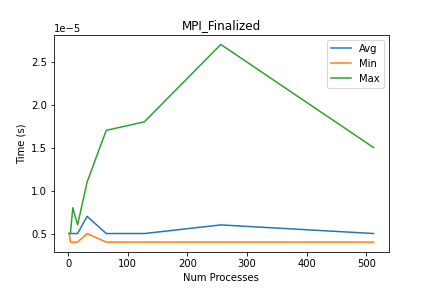 MPI_Finalized
1e−5
Avg
Min
Max
2.5
2.0
1.5
1.0
0.5
Time (s)
0
100
200
300
400
500
Num Processes